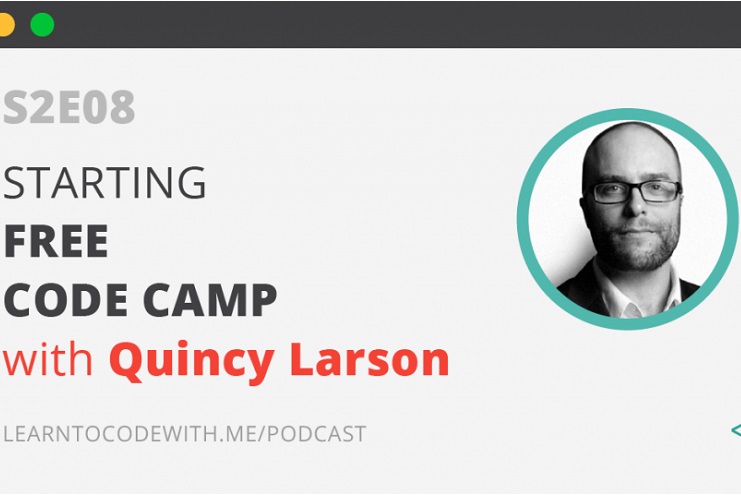 S2E08
STARTING
FREE
CODE CAMP
with Quincy Larson
LEARNTOCODEWITH.ME/PODCAST
<